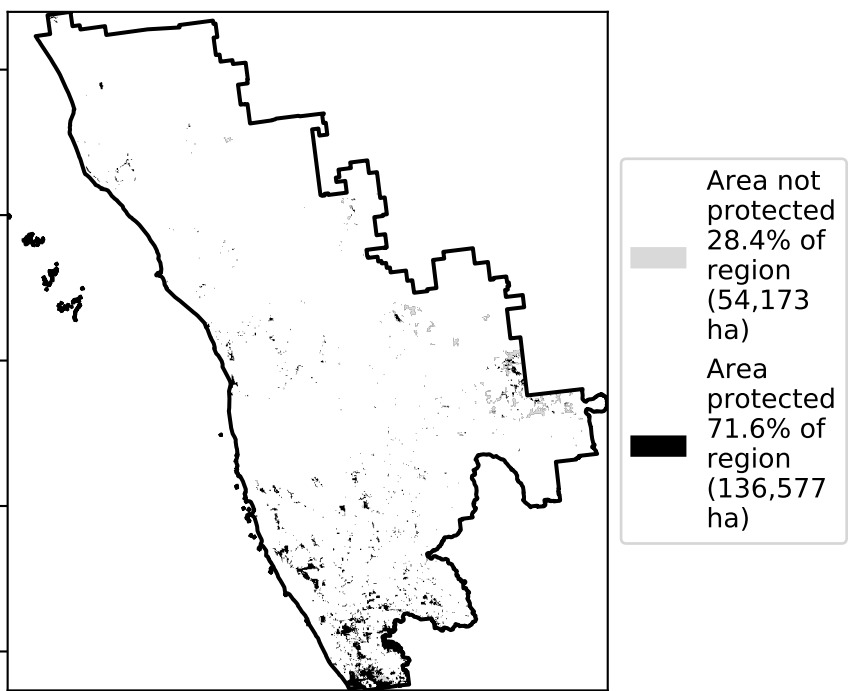 Area not
protected
28.4% of
region
(54,173
ha)
Area
protected
71.6% of
region
(136,577
ha)